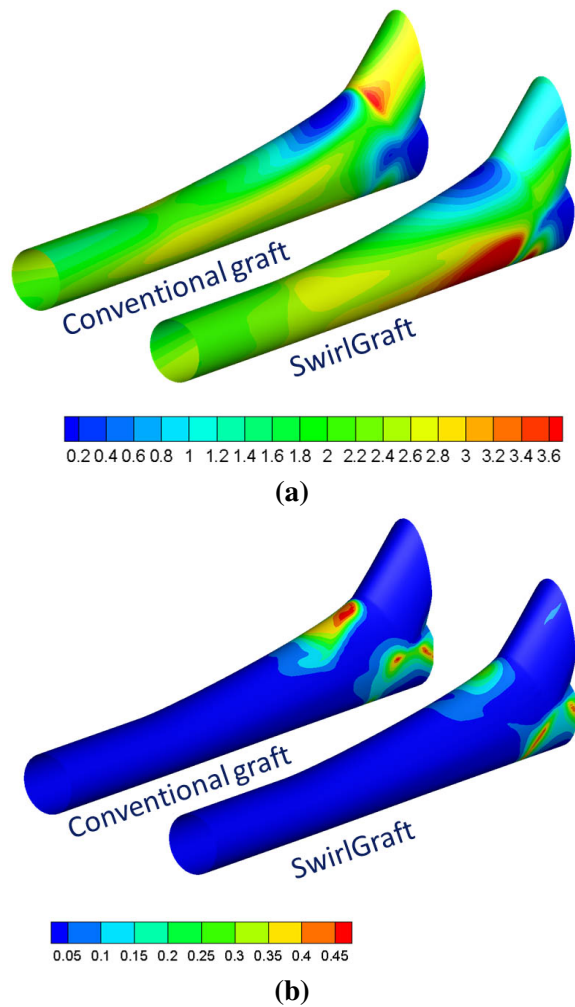 Conventional graft
SwirlGraft
0.2 0.4 0.6 0.8 1 1.2 1.4 1.6 1.8 2 2.2 2.4 2.6 2.8 3 3.2 3.4 3.6
(a)
Conventional graft
SwirlGraft
0.05 0.1 0.15 0.2 0.25 0.3 0.35 0.4 0.45
(b)